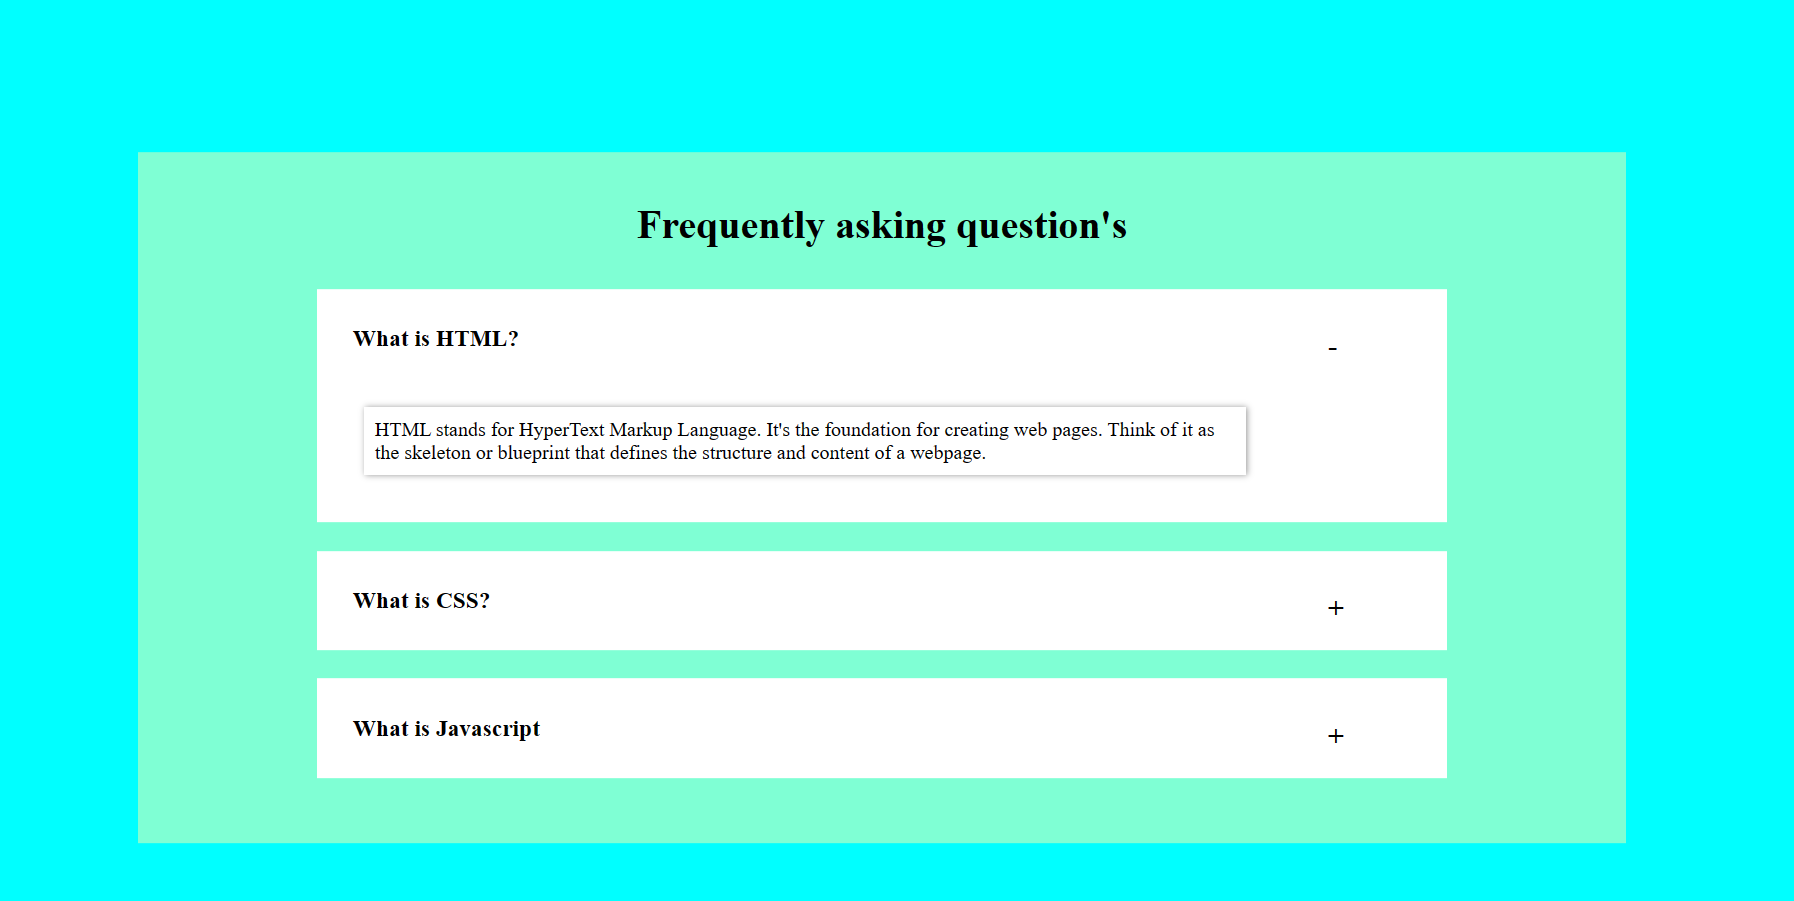 Frequently asking question's
What is HTML?
-
HTML stands for HyperText Markup Language. It's the foundation for creating web pages. Think of it as
the skeleton or blueprint that defines the structure and content of a webpage.
What is CSS?
+
What is Javascript
+